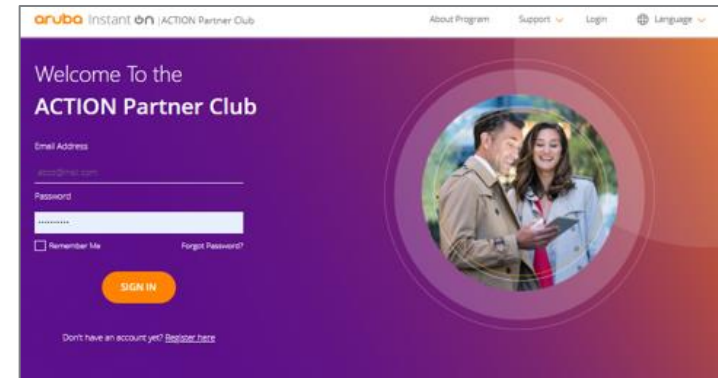 aruba Instant on | ACTION Partner Club
About Program Support Login Language
Welcome To the
ACTION Partner Club
Email Address
Password
••••••••••
Remember Me Forgot Password?
SIGN IN
Don't have an account yet? Register here